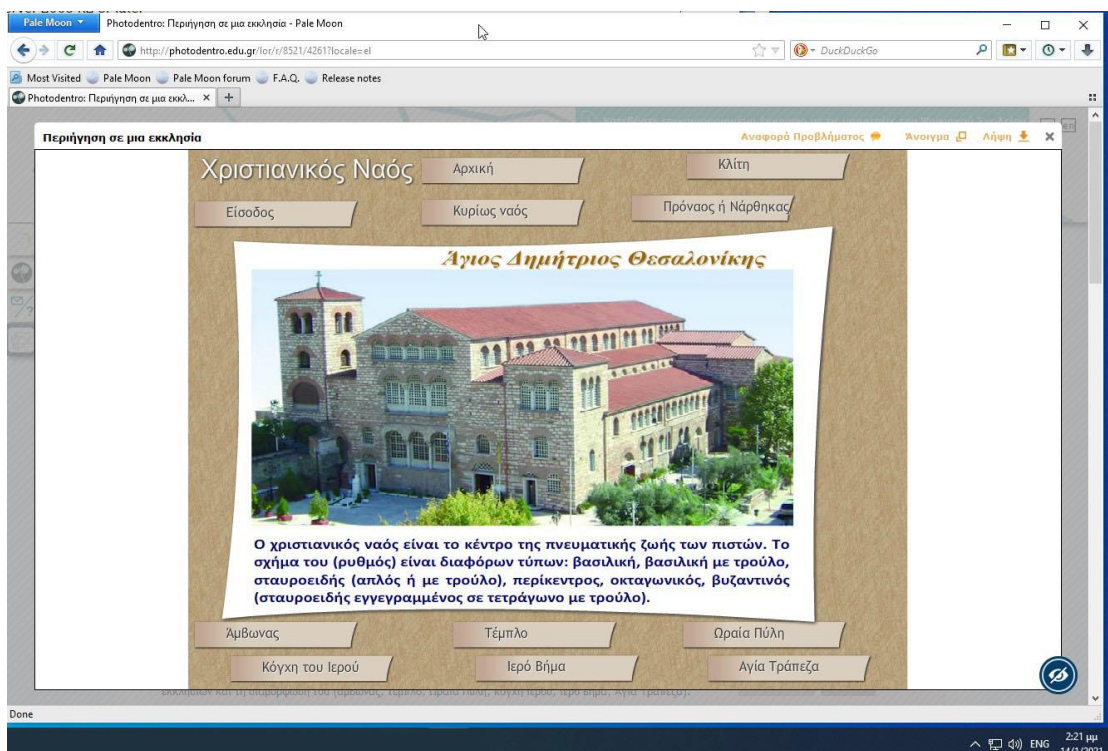 Pale Moon
Photodentro: Περιήγηση σε μια εκκλησία - Pale Moon
http://photodentro.edu.gr/lor/r/8521/4261?locale=el
DuckDuckGo
Most Visited Pale Moon Pale Moon forum F.A.Q. Release notes
Photodentro: Περιήγηση σε μια εκκλ... × +
Περιήγηση σε μια εκκλησία
Αναφορά Προβλήματος Άνοιγμα Λήψη
en
Χριστιανικός Ναός
Αρχική
Κλίτη
Είσοδος
Κυρίως ναός
Πρόναος ή Νάρθηκας
Άγιος Δημήτριος Θεσαλονίκης
Ο χριστιανικός ναός είναι το κέντρο της πνευματικής ζωής των πιστών. Το
σχήμα του (ρυθμός) είναι διαφόρων τύπων: βασιλική, βασιλική με τρούλο,
σταυροειδής (απλός ή με τρούλο), περίκεντρος, οκταγωνικός, βυζαντινός
(σταυροειδής εγγεγραμμένος σε τετράγωνο με τρούλο).
Άμβωνας
Τέμπλο
Ωραία Πύλη
Κόγχη του Ιερού
Ιερό Βήμα
Αγία Τράπεζα
Done
ENG
2:21 μμ